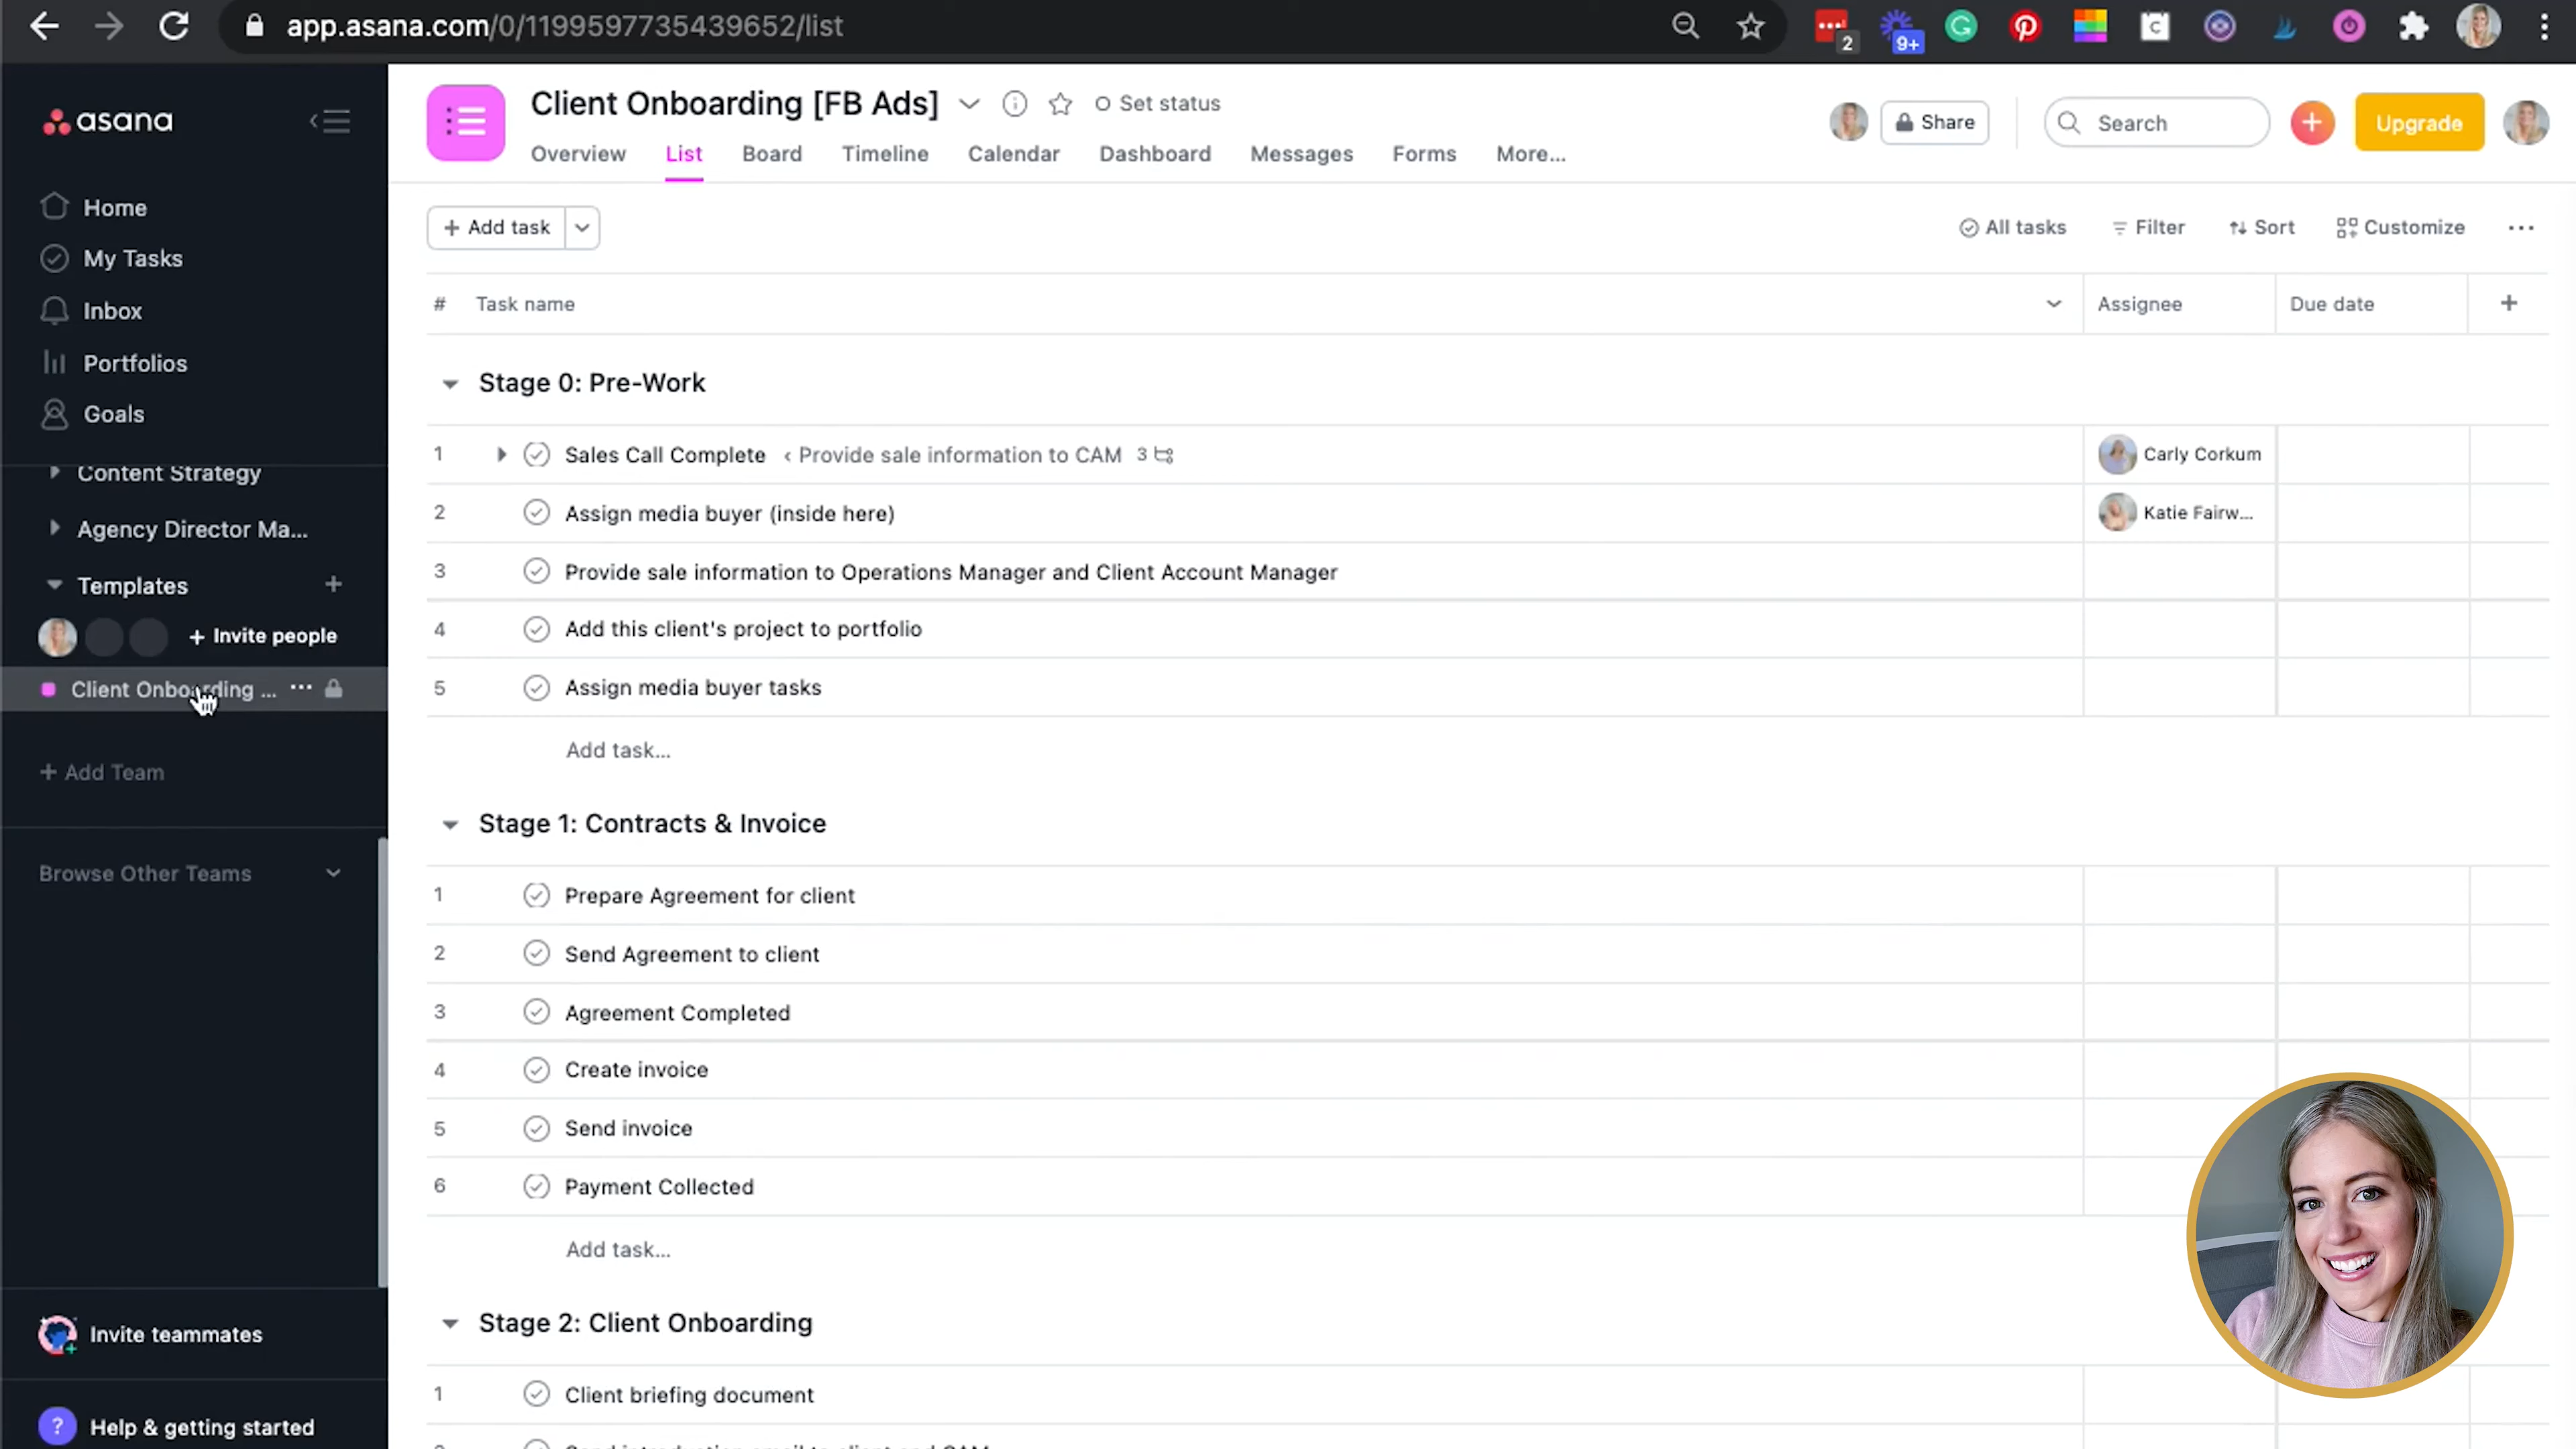 app.asana.com/0/1199597735439652/list
2
9+
asana
Home
My Tasks
Inbox
Portfolios
Goals
Content Strategy
Agency Director Ma...
Templates
+ Invite people
Client Onboarding ...
+ Add Team
Browse Other Teams
Invite teammates
? Help & getting started
Client Onboarding [FB Ads]
Set status
Share
Search
Upgrade
Overview List Board Timeline Calendar Dashboard Messages Forms More...
+ Add task
All tasks Filter Sort Customize
# Task name Assignee Due date +
Stage 0: Pre-Work
1 Sales Call Complete ‹ Provide sale information to CAM 3 Carly Corkum
2 Assign media buyer (inside here) Katie Fairw...
3 Provide sale information to Operations Manager and Client Account Manager
4 Add this client's project to portfolio
5 Assign media buyer tasks
Add task...
Stage 1: Contracts & Invoice
1 Prepare Agreement for client
2 Send Agreement to client
3 Agreement Completed
4 Create invoice
5 Send invoice
6 Payment Collected
Add task...
Stage 2: Client Onboarding
1 Client briefing document